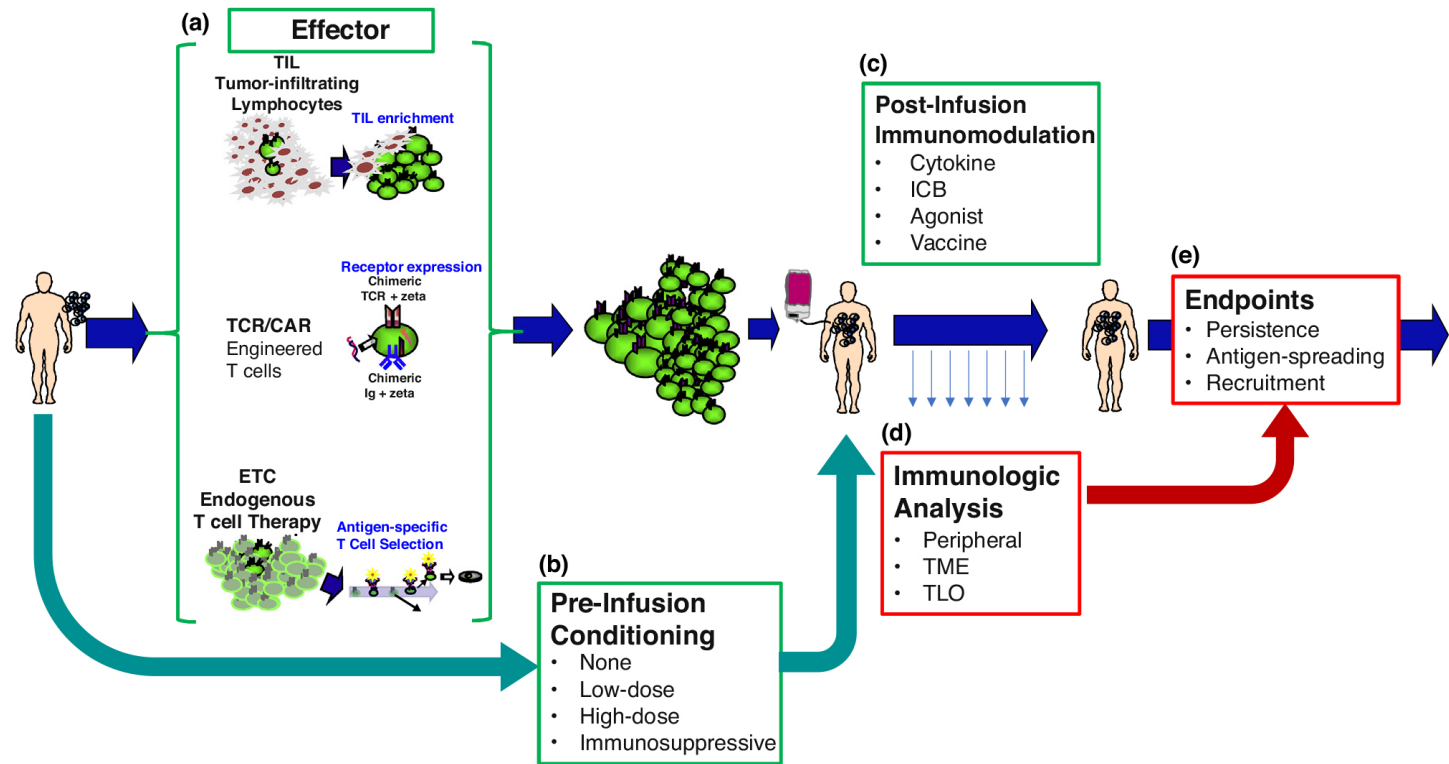 (a)
Effector
TIL
Tumor-infiltrating
Lymphocytes
TIL enrichment
TCR/CAR
Engineered
T cells
Receptor expression
Chimeric
TCR + zeta
Chimeric
Ig + zeta
ETC
Endogenous
T cell Therapy
Antigen-specific
T Cell Selection
(b)
Pre-Infusion
Conditioning
• None
• Low-dose
• High-dose
• Immunosuppressive
(c)
Post-Infusion
Immunomodulation
• Cytokine
• ICB
• Agonist
• Vaccine
(d)
Immunologic
Analysis
• Peripheral
• TME
• TLO
(e)
Endpoints
• Persistence
• Antigen-spreading
• Recruitment